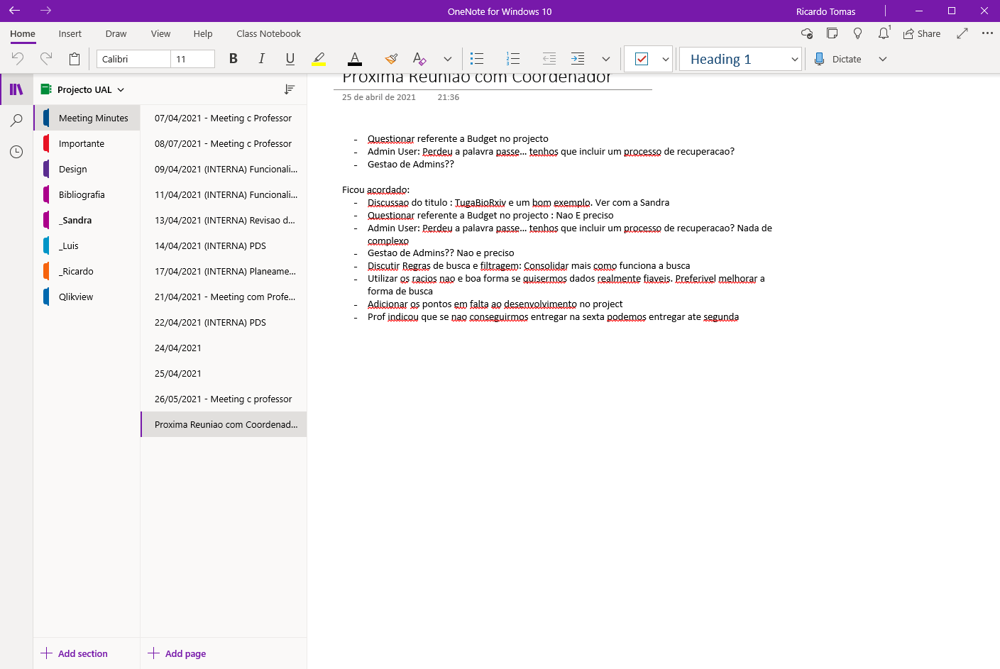 OneNote for Windows 10
Ricardo Tomas
Home Insert Draw View Help Class Notebook
1
Share
Calibri 11 B I U A A
1
2
3
Heading 1
Dictate
Projecto UAL
Meeting Minutes
Importante
Design
Bibliografia
_Sandra
_Luis
_Ricardo
Qlikview
Add section
07/04/2021 - Meeting c Professor
08/07/2021 - Meeting c Professor
09/04/2021 (INTERNA) Funcionali...
11/04/2021 (INTERNA) Funcionali...
13/04/2021 (INTERNA) Revisao d...
14/04/2021 (INTERNA) PDS
17/04/2021 (INTERNA) Planeame...
21/04/2021 - Meeting com Profe...
22/04/2021 (INTERNA) PDS
24/04/2021
25/04/2021
26/05/2021 - Meeting c professor
Proxima Reuniao com Coordenad...
Add page
Proxima Reuniao com Coordenador
25 de abril de 2021 21:36
- Questionar referente a Budget no projecto
- Admin User: Perdeu a palavra passe... tenhos que incluir um processo de recuperacao?
- Gestao de Admins??
Ficou acordado:
- Discussao do titulo : TugaBioRxiv e um bom exemplo. Ver com a Sandra
- Questionar referente a Budget no projecto : Nao E preciso
- Admin User: Perdeu a palavra passe... tenhos que incluir um processo de recuperacao? Nada de
complexo
- Gestao de Admins?? Nao e preciso
- Discutir Regras de busca e filtragem: Consolidar mais como funciona a busca
- Utilizar os racios nao e boa forma se quisermos dados realmente fiaveis. Preferivel melhorar a
forma de busca
- Adicionar os pontos em falta ao desenvolvimento no project
- Prof indicou que se nao conseguirmos entregar na sexta podemos entregar ate segunda